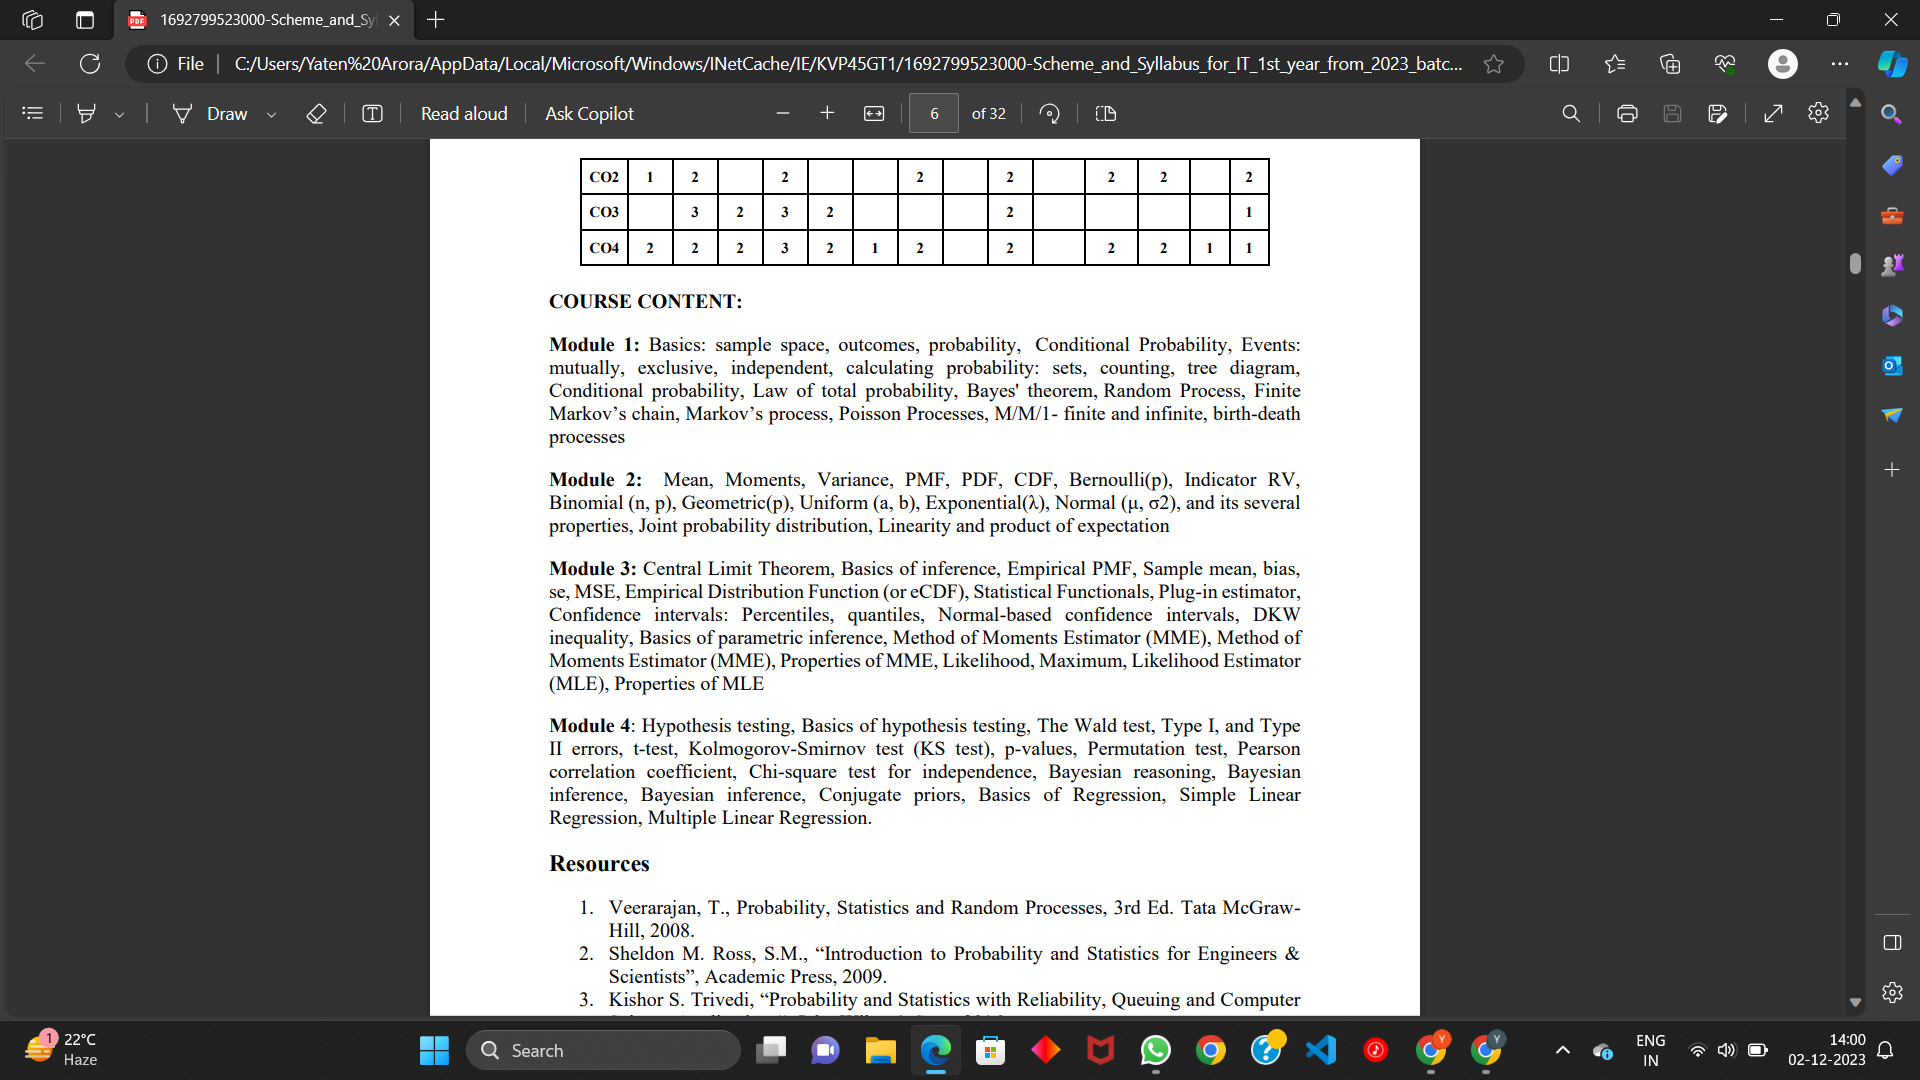 1692799523000-Scheme_and_Sy
File
C:/Users/Yaten%20Arora/AppData/Local/Microsoft/Windows/INetCache/IE/KVP45GT1/1692799523000-Scheme_and_Syllabus_for_IT_1st_year_from_2023_batc...
Draw
Read aloud
Ask Copilot
6 of 32
CO2 1 2 2 2 2 2 2 2
CO3 3 2 3 2 2 1
CO4 2 2 2 3 2 1 2 2 2 2 1 1
COURSE CONTENT:
Module 1: Basics: sample space, outcomes, probability, Conditional Probability, Events:
mutually, exclusive, independent, calculating probability: sets, counting, tree diagram,
Conditional probability, Law of total probability, Bayes' theorem, Random Process, Finite
Markov’s chain, Markov’s process, Poisson Processes, M/M/1- finite and infinite, birth-death
processes
Module 2: Mean, Moments, Variance, PMF, PDF, CDF, Bernoulli(p), Indicator RV,
Binomial (n, p), Geometric(p), Uniform (a, b), Exponential(λ), Normal (μ, σ2), and its several
properties, Joint probability distribution, Linearity and product of expectation
Module 3: Central Limit Theorem, Basics of inference, Empirical PMF, Sample mean, bias,
se, MSE, Empirical Distribution Function (or eCDF), Statistical Functionals, Plug-in estimator,
Confidence intervals: Percentiles, quantiles, Normal-based confidence intervals, DKW
inequality, Basics of parametric inference, Method of Moments Estimator (MME), Method of
Moments Estimator (MME), Properties of MME, Likelihood, Maximum, Likelihood Estimator
(MLE), Properties of MLE
Module 4: Hypothesis testing, Basics of hypothesis testing, The Wald test, Type I, and Type
II errors, t-test, Kolmogorov-Smirnov test (KS test), p-values, Permutation test, Pearson
correlation coefficient, Chi-square test for independence, Bayesian reasoning, Bayesian
inference, Bayesian inference, Conjugate priors, Basics of Regression, Simple Linear
Regression, Multiple Linear Regression.
Resources
1. Veerarajan, T., Probability, Statistics and Random Processes, 3rd Ed. Tata McGraw-
Hill, 2008.
2. Sheldon M. Ross, S.M., “Introduction to Probability and Statistics for Engineers &
Scientists”, Academic Press, 2009.
3. Kishor S. Trivedi, “Probability and Statistics with Reliability, Queuing and Computer
1
22°C
Haze
Search
ENG
IN
14:00
02-12-2023